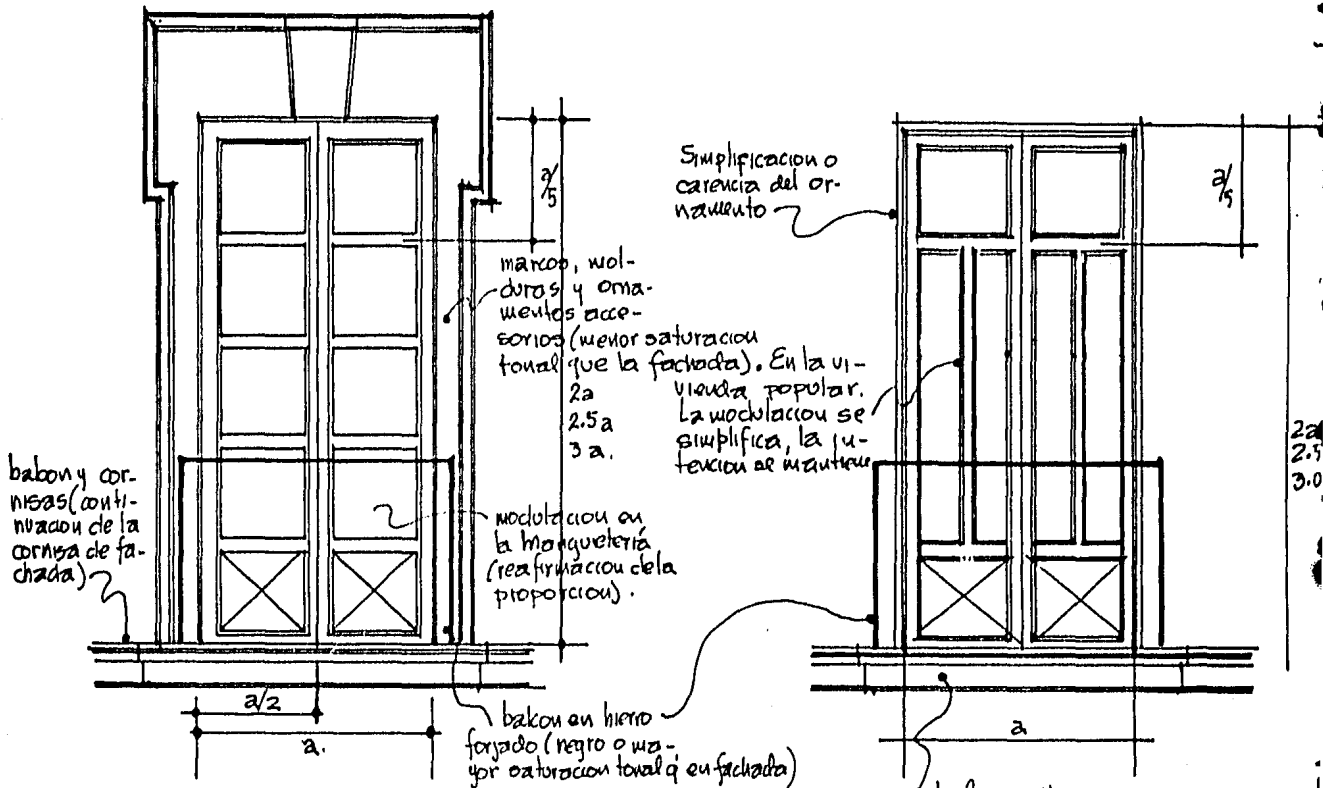 a/5
marcos, mol-
duras y orna-
mentos acce-
sorios (menor saturacion
tonal que la fachada).
2a
2.5a
3 a.
babon y cor-
nisas (conti-
nuacion de la
cornisa de fa-
chada)
modulacion en
la mangueteria
(reafirmacion de la
proporcion).
a/2
a.
balcon en hierro
forjado (negro o ma-
yor saturacion tonal q' en fachada)
Simplificacion o
carencia del or-
namento
En la vi-
vienda popular.
La modulacion se
simplifica, la in-
tencion se mantiene
a/5
2a
2.5
3.0
a